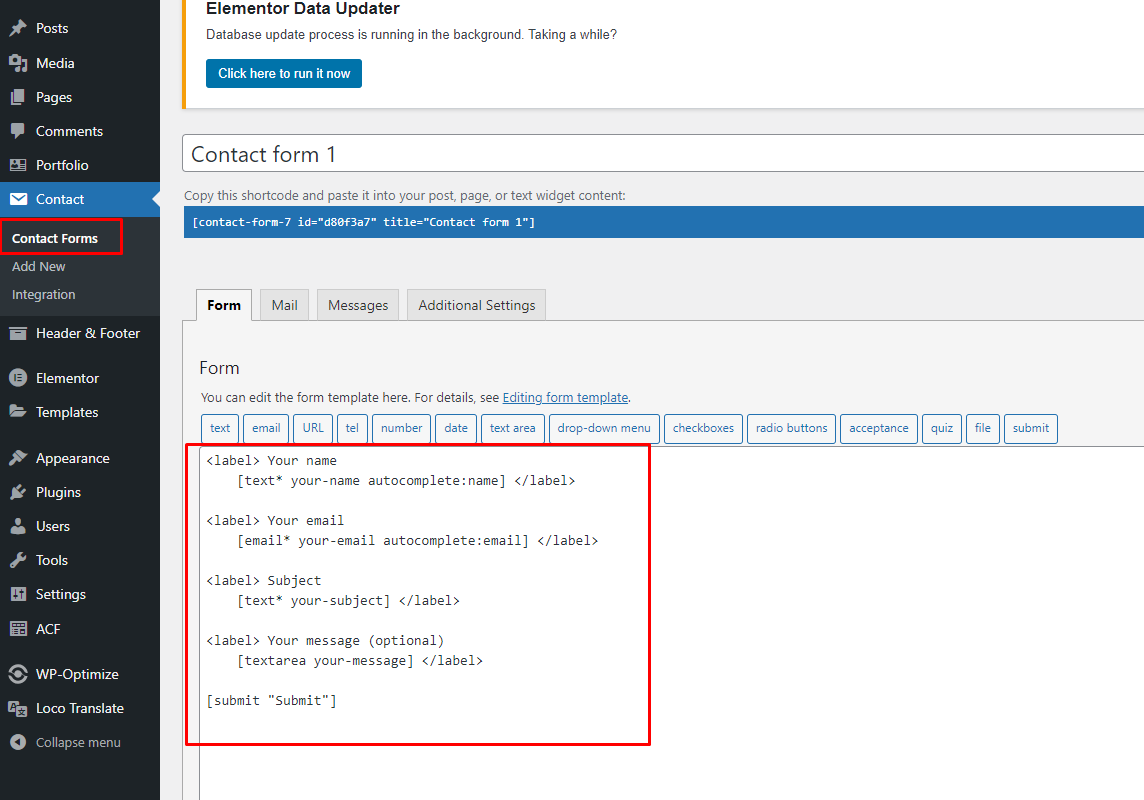 Posts
Media
Pages
Comments
Portfolio
Contact
Contact Forms
Add New
Integration
Header & Footer
Elementor
Templates
Appearance
Plugins
Users
Tools
Settings
ACF
WP-Optimize
Loco Translate
Collapse menu
Elementor Data Updater
Database update process is running in the background. Taking a while?
Click here to run it now
Contact form 1
Copy this shortcode and paste it into your post, page, or text widget content:
[contact-form-7 id="d80f3a7" title="Contact form 1"]
Form Mail Messages Additional Settings
Form
You can edit the form template here. For details, see Editing form template.
text email URL tel number date text area drop-down menu checkboxes radio buttons acceptance quiz file submit
<label> Your name
[text* your-name autocomplete:name] </label>
<label> Your email
[email* your-email autocomplete:email] </label>
<label> Subject
[text* your-subject] </label>
<label> Your message (optional)
[textarea your-message] </label>
[submit "Submit"]